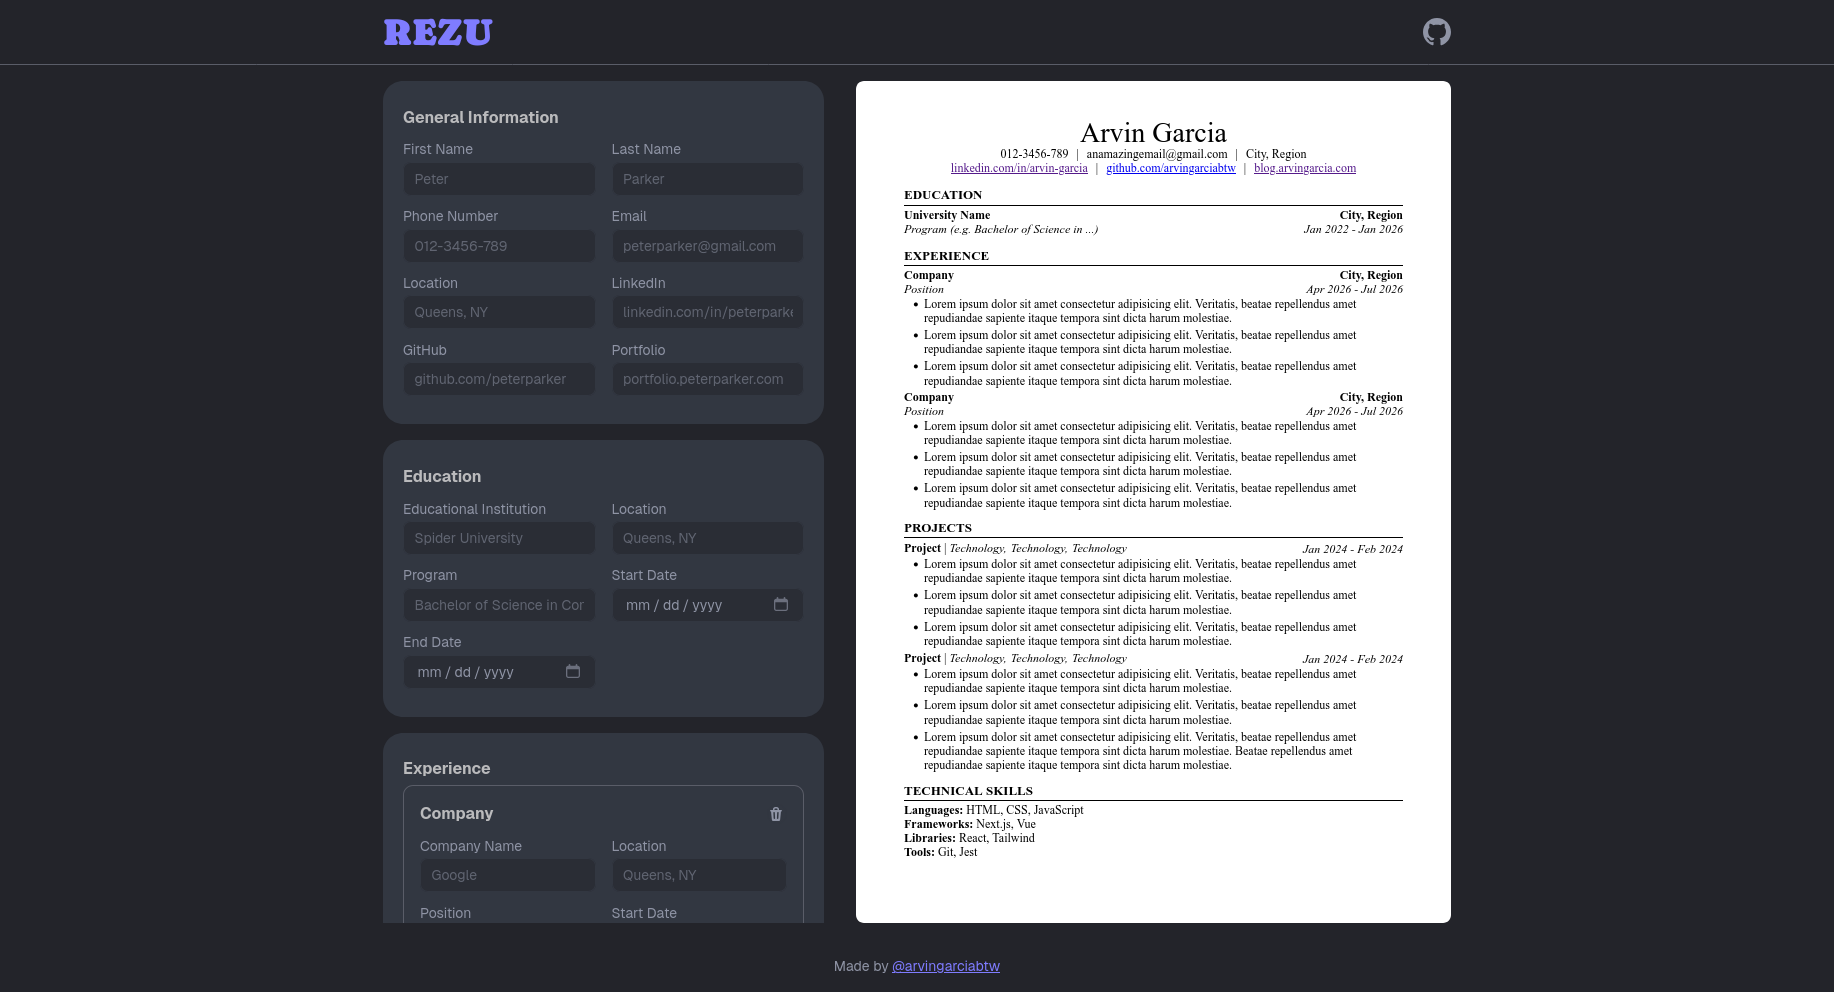 REZU
General Information
First Name
Last Name
Peter
Parker
Phone Number
Email
012-3456-789
peterparker@gmail.com
Location
LinkedIn
Queens, NY
linkedin.com/in/peterparke
GitHub
Portfolio
github.com/peterparker
portfolio.peterparker.com
Education
Educational Institution
Location
Spider University
Queens, NY
Program
Start Date
Bachelor of Science in Cor
mm / dd / yyyy
End Date
mm / dd / yyyy
Experience
Company
Company Name
Location
Google
Queens, NY
Position
Start Date
Arvin Garcia
012-3456-789 | anamazingemail@gmail.com | City, Region
linkedin.com/in/arvin-garcia | github.com/arvingarciabtw | blog.arvingarcia.com
EDUCATION
University Name City, Region
Program (e.g. Bachelor of Science in ...) Jan 2022 - Jan 2026
EXPERIENCE
Company City, Region
Position Apr 2026 - Jul 2026
• Lorem ipsum dolor sit amet consectetur adipisicing elit. Veritatis, beatae repellendus amet
repudiandae sapiente itaque tempora sint dicta harum molestiae.
• Lorem ipsum dolor sit amet consectetur adipisicing elit. Veritatis, beatae repellendus amet
repudiandae sapiente itaque tempora sint dicta harum molestiae.
• Lorem ipsum dolor sit amet consectetur adipisicing elit. Veritatis, beatae repellendus amet
repudiandae sapiente itaque tempora sint dicta harum molestiae.
Company City, Region
Position Apr 2026 - Jul 2026
• Lorem ipsum dolor sit amet consectetur adipisicing elit. Veritatis, beatae repellendus amet
repudiandae sapiente itaque tempora sint dicta harum molestiae.
• Lorem ipsum dolor sit amet consectetur adipisicing elit. Veritatis, beatae repellendus amet
repudiandae sapiente itaque tempora sint dicta harum molestiae.
• Lorem ipsum dolor sit amet consectetur adipisicing elit. Veritatis, beatae repellendus amet
repudiandae sapiente itaque tempora sint dicta harum molestiae.
PROJECTS
Project | Technology, Technology, Technology Jan 2024 - Feb 2024
• Lorem ipsum dolor sit amet consectetur adipisicing elit. Veritatis, beatae repellendus amet
repudiandae sapiente itaque tempora sint dicta harum molestiae.
• Lorem ipsum dolor sit amet consectetur adipisicing elit. Veritatis, beatae repellendus amet
repudiandae sapiente itaque tempora sint dicta harum molestiae.
• Lorem ipsum dolor sit amet consectetur adipisicing elit. Veritatis, beatae repellendus amet
repudiandae sapiente itaque tempora sint dicta harum molestiae.
Project | Technology, Technology, Technology Jan 2024 - Feb 2024
• Lorem ipsum dolor sit amet consectetur adipisicing elit. Veritatis, beatae repellendus amet
repudiandae sapiente itaque tempora sint dicta harum molestiae.
• Lorem ipsum dolor sit amet consectetur adipisicing elit. Veritatis, beatae repellendus amet
repudiandae sapiente itaque tempora sint dicta harum molestiae.
• Lorem ipsum dolor sit amet consectetur adipisicing elit. Veritatis, beatae repellendus amet
repudiandae sapiente itaque tempora sint dicta harum molestiae. Beatae repellendus amet
repudiandae sapiente itaque tempora sint dicta harum molestiae.
TECHNICAL SKILLS
Languages: HTML, CSS, JavaScript
Frameworks: Next.js, Vue
Libraries: React, Tailwind
Tools: Git, Jest
Made by @arvingarciabtw